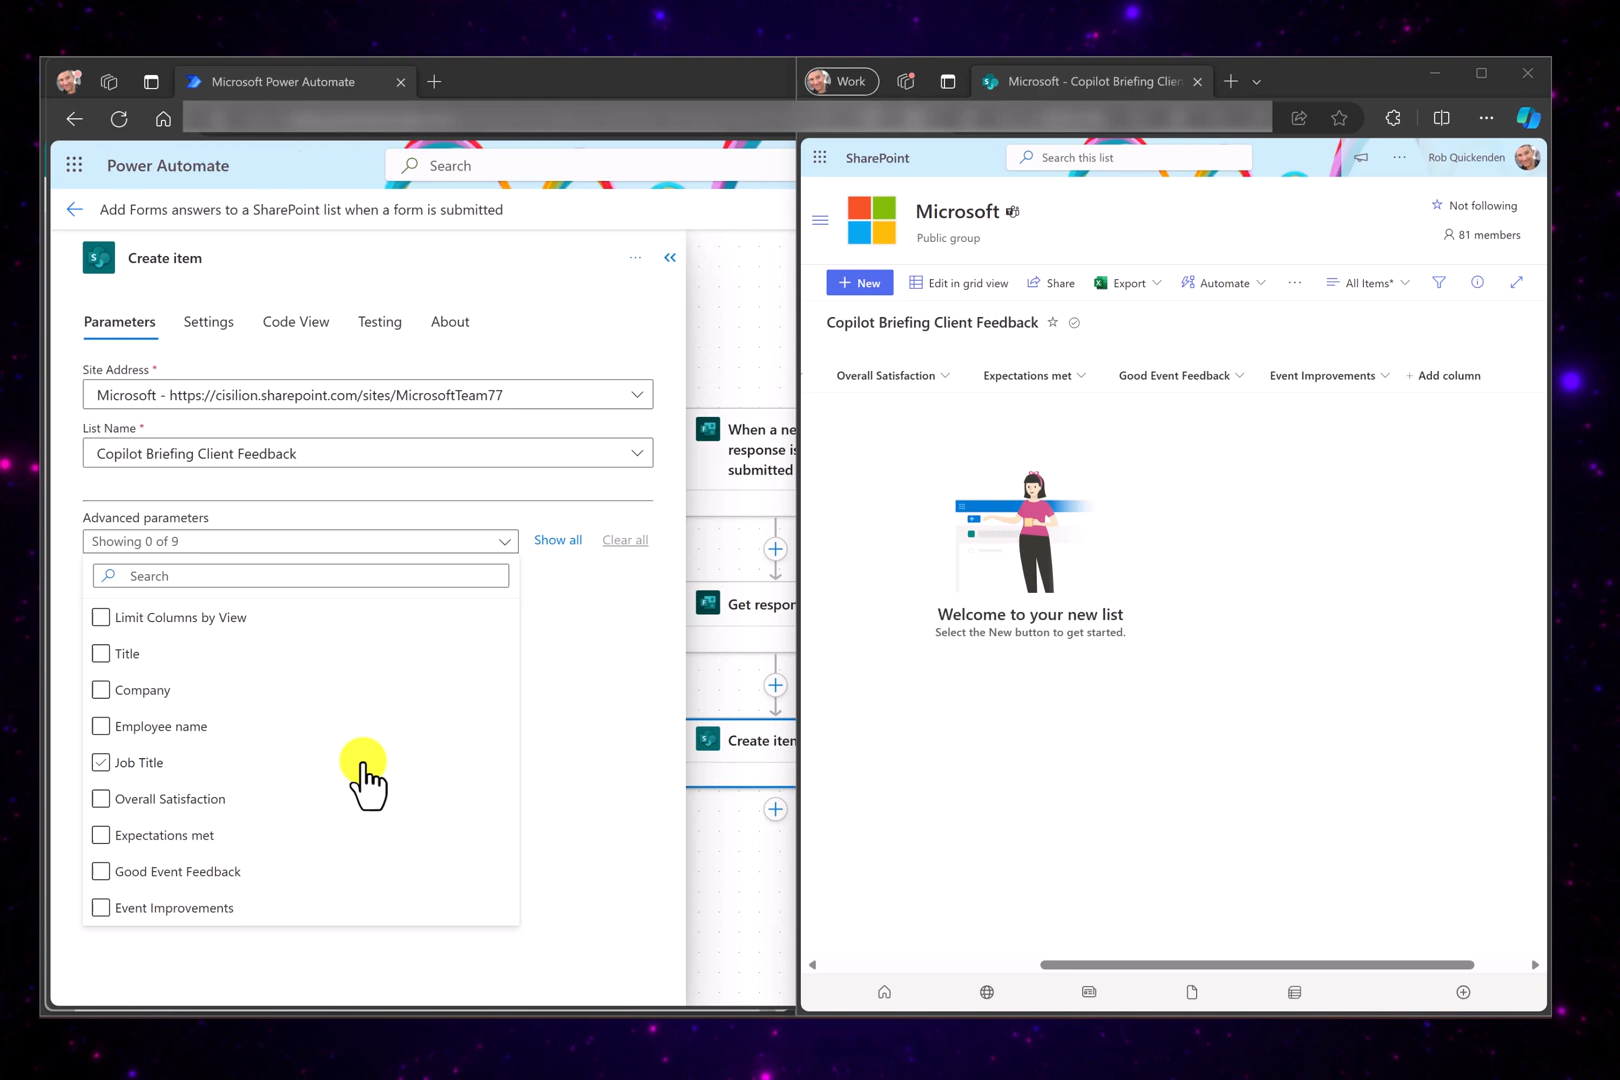 Microsoft Power Automate
Work
Microsoft - Copilot Briefing Clien
Power Automate
Search
SharePoint
Search this list
Rob Quickenden
Add Forms answers to a SharePoint list when a form is submitted
Microsoft
Public group
Not following
81 members
Create item
New
Edit in grid view
Share
Export
Automate
All Items*
Parameters
Settings
Code View
Testing
About
Copilot Briefing Client Feedback
Site Address *
Microsoft - https://cisilion.sharepoint.com/sites/MicrosoftTeam77
Overall Satisfaction
Expectations met
Good Event Feedback
Event Improvements
+ Add column
List Name *
Copilot Briefing Client Feedback
When a ne
response is
submitted
Advanced parameters
Showing 0 of 9
Show all
Clear all
Search
Limit Columns by View
Title
Company
Employee name
Job Title
Overall Satisfaction
Expectations met
Good Event Feedback
Event Improvements
Get respon
Create item
Welcome to your new list
Select the New button to get started.